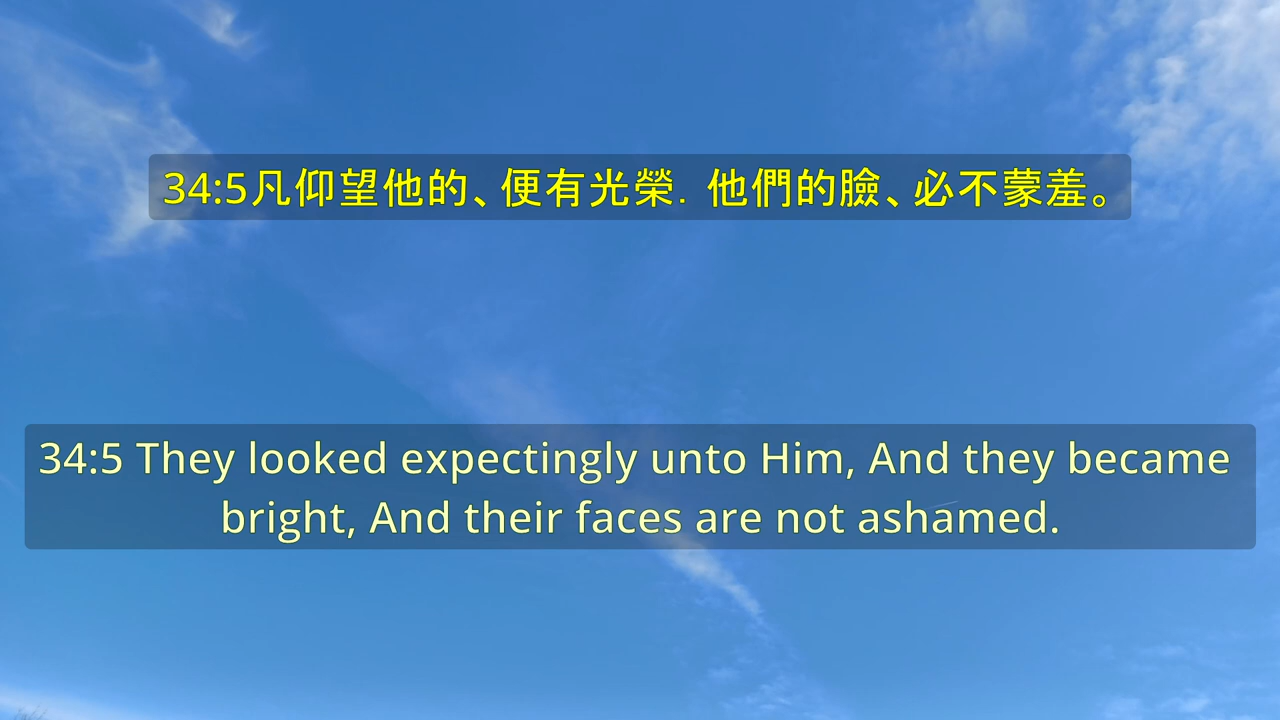 34:5凡仰望他的、便有光榮．他們的臉、必不蒙羞。
34:5 They looked expectingly unto Him, And they became
bright, And their faces are not ashamed.